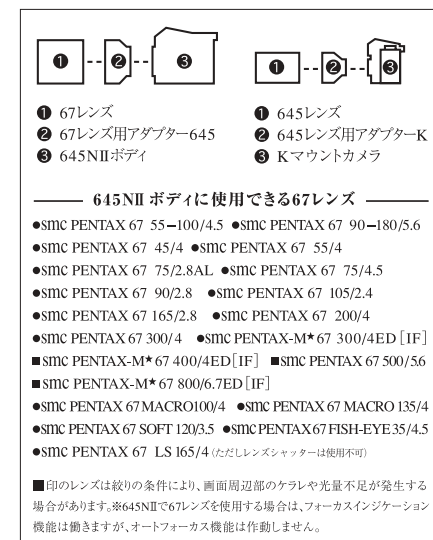 ❶ ❷ ❸ ❶ ❷ ❸
❶ 67レンズ
❷ 67レンズ用アダプター645
❸ 645NⅡボディ
❶ 645レンズ
❷ 645レンズ用アダプターK
❸ Kマウントカメラ
645NⅡ ボディに使用できる67レンズ
●smc PENTAX 67 55−100/4.5 ●smc PENTAX 67 90−180/5.6
●smc PENTAX 67 45/4 ●smc PENTAX 67 55/4
●smc PENTAX 67 75/2.8AL ●smc PENTAX 67 75/4.5
●smc PENTAX 67 90/2.8 ●smc PENTAX 67 105/2.4
●smc PENTAX 67 165/2.8 ●smc PENTAX 67 200/4
●smc PENTAX 67 300/4 ●smc PENTAX-M★67 300/4ED[IF]
■smc PENTAX-M★67 400/4ED[IF] ■smc PENTAX 67 500/5.6
■smc PENTAX-M★67 800/6.7ED[IF]
●smc PENTAX 67 MACRO100/4 ●smc PENTAX 67 MACRO 135/4
●smc PENTAX 67 SOFT 120/3.5 ●smc PENTAX 67 FISH-EYE 35/4.5
●smc PENTAX 67 LS 165/4(ただしレンズシャッターは使用不可)
■印のレンズは絞りの条件により、画面周辺部のケラレや光量不足が発生する
場合があります。※645NⅡで67レンズを使用する場合は、フォーカスインジケーション
機能は働きますが、オートフォーカス機能は作動しません。